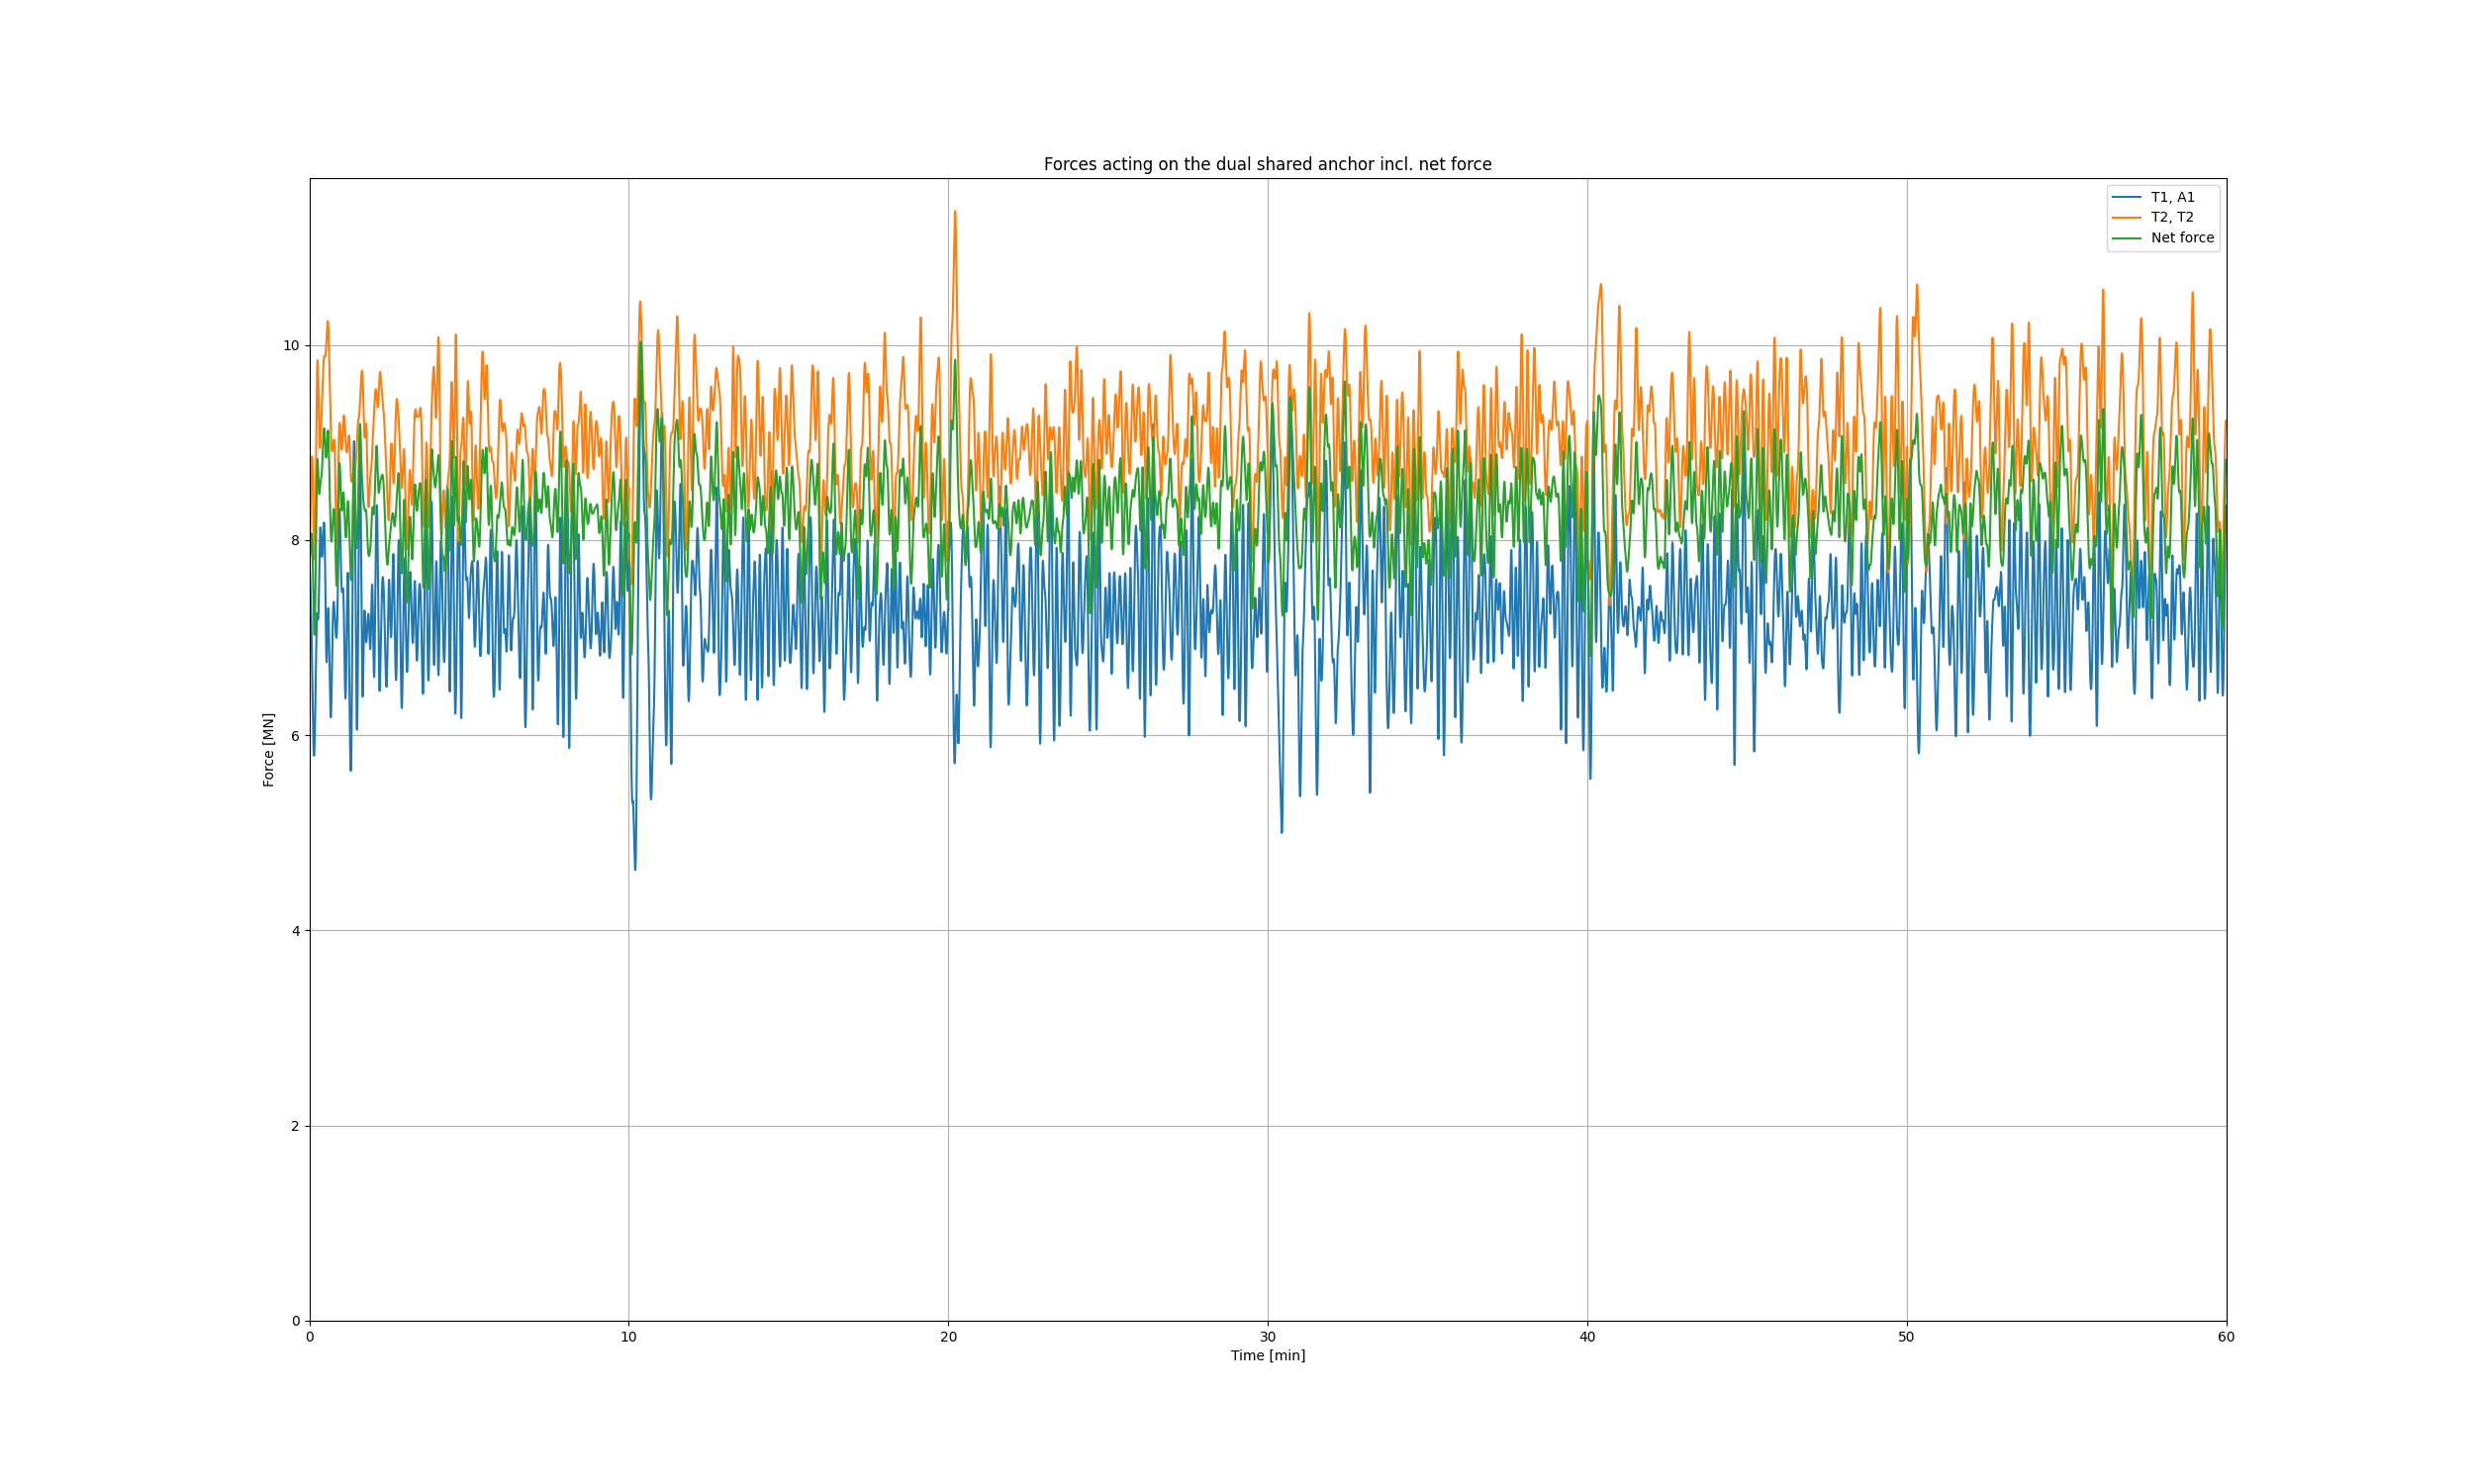 Forces acting on the dual shared anchor incl. net force
T1, A1
T2, T2
Net force
10
8
6
4
2
0
Force [MN]
0 10 20 30 40 50 60
Time [min]